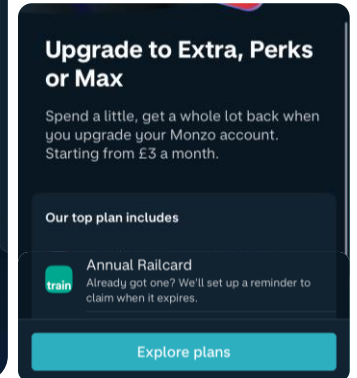 Upgrade to Extra, Perks
or Max
Spend a little, get a whole lot back when
you upgrade your Monzo account.
Starting from £3 a month.
Our top plan includes
Annual Railcard
train
Already got one? We'll set up a reminder to
claim when it expires.
Explore plans